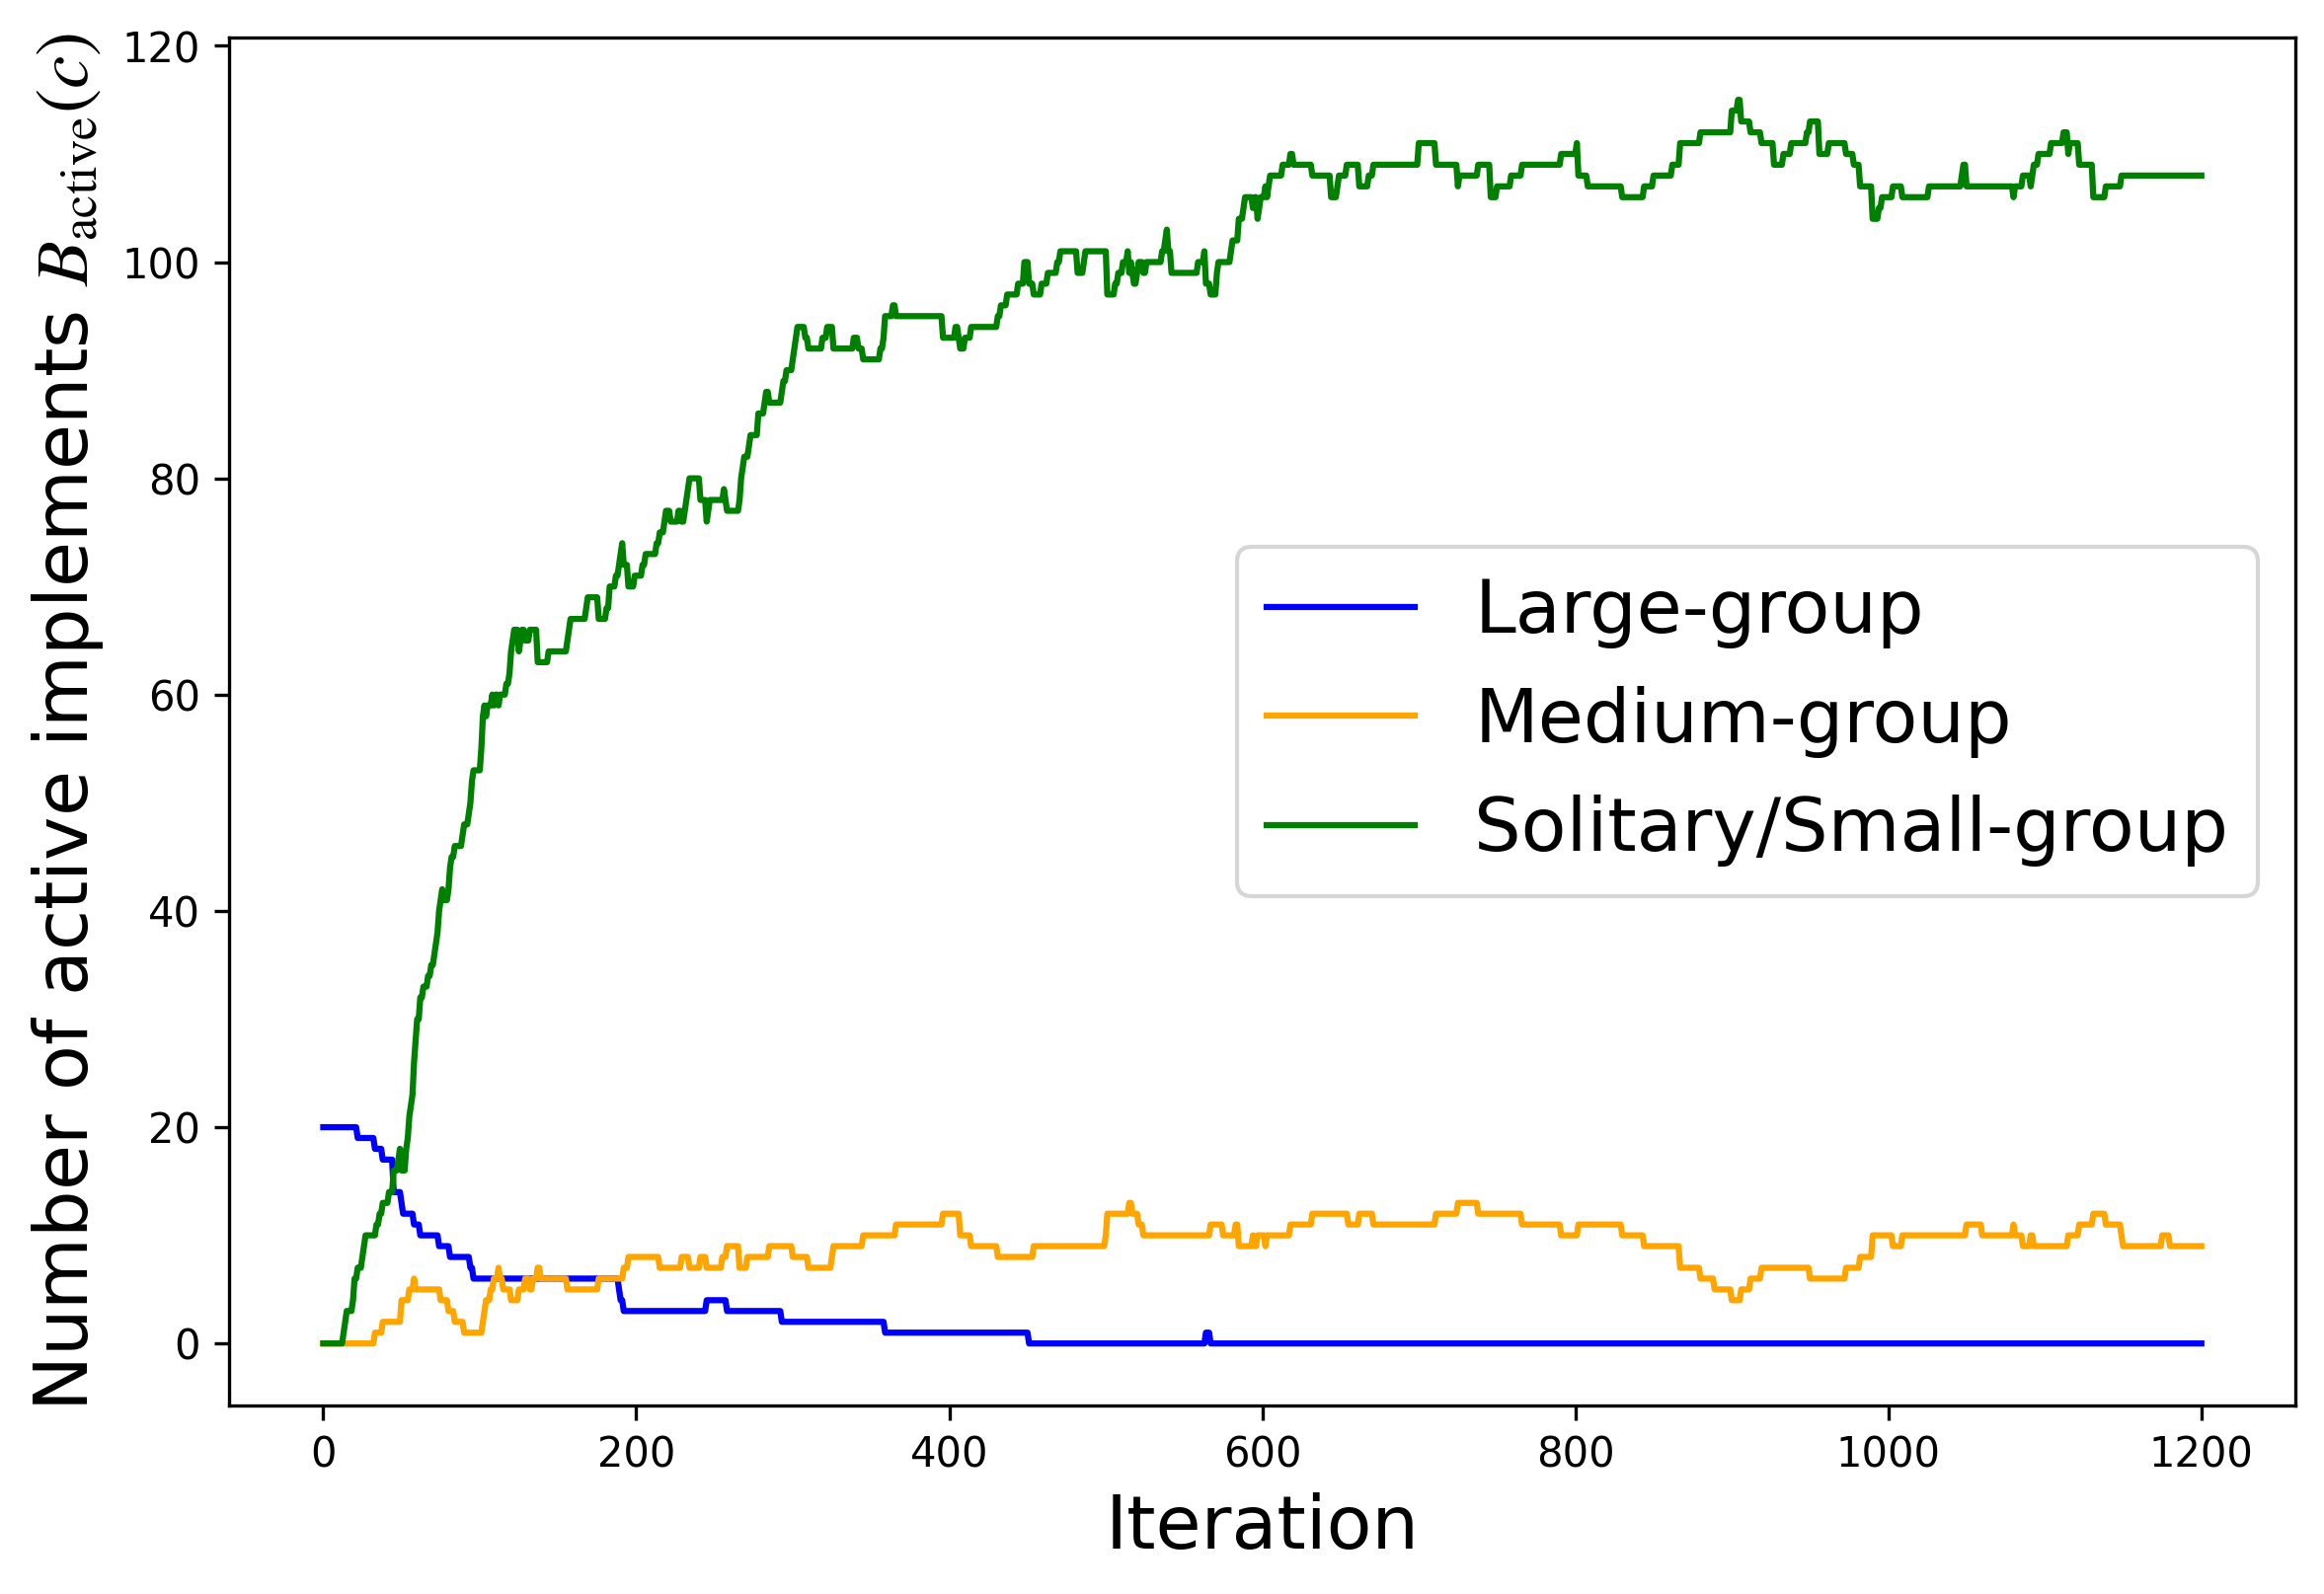 Number of active implements B_active(c)
120
100
80
60
40
20
0
Large-group
Medium-group
Solitary/Small-group
0 200 400 600 800 1000 1200
Iteration